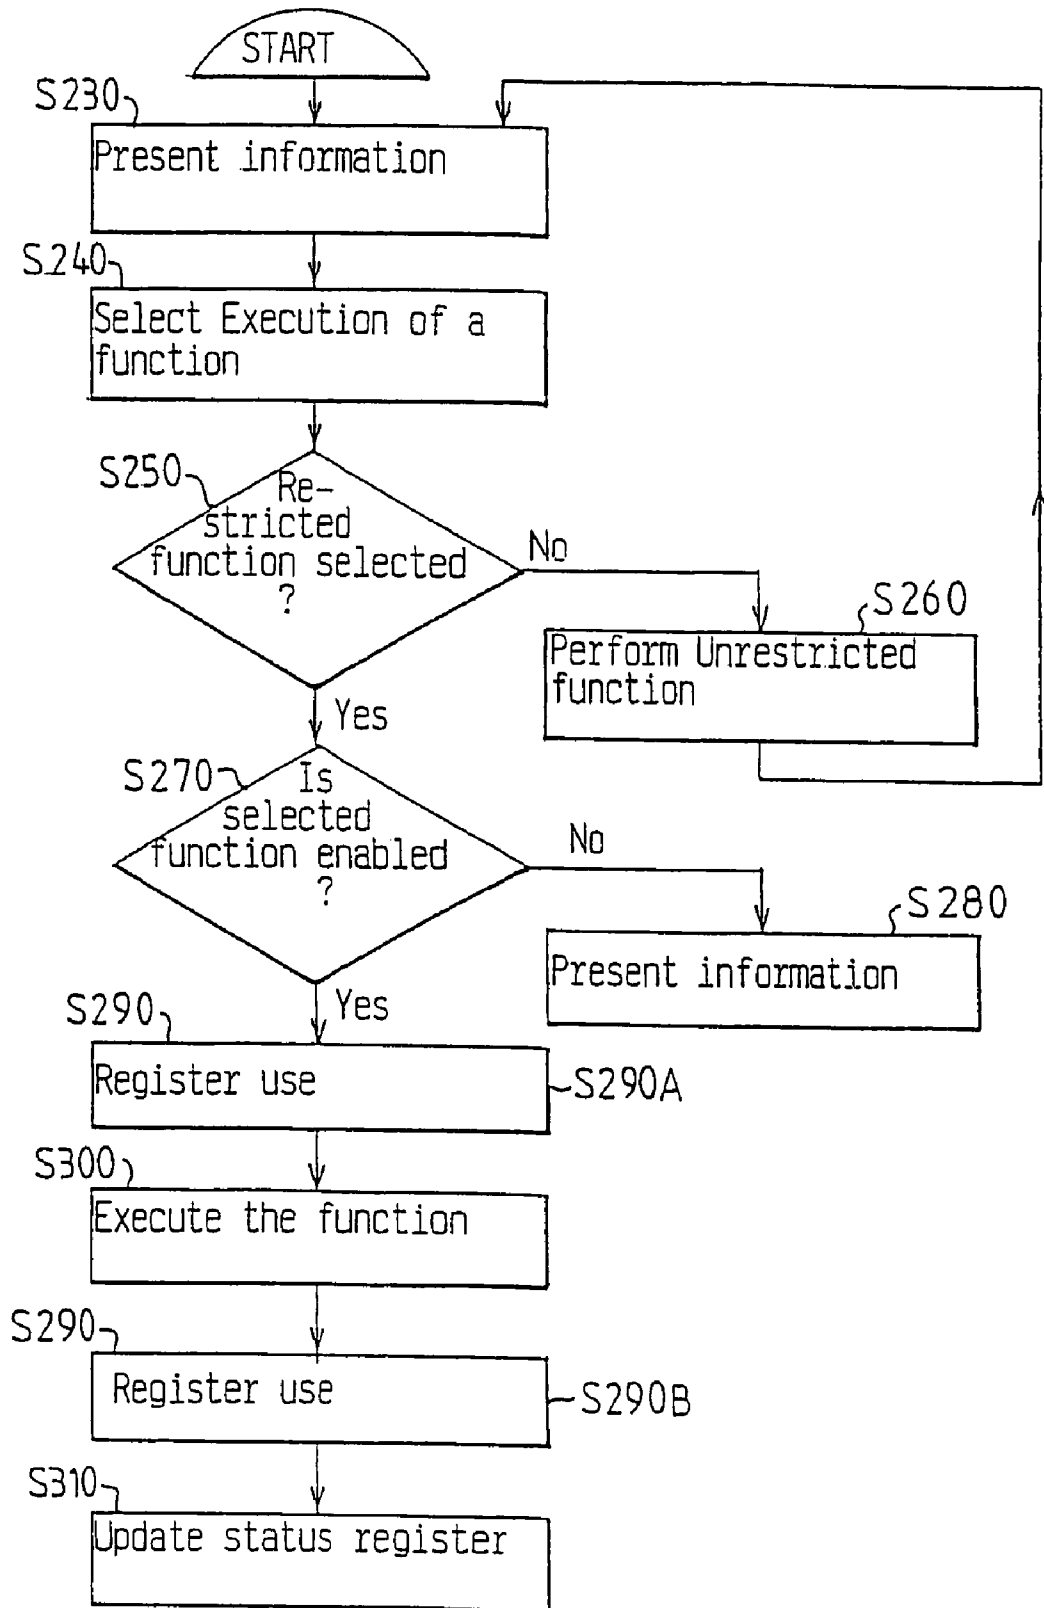 START
S230
Present information
S240
Select Execution of a
function
S250
Re-
stricted
function selected
?
No
S260
Perform Unrestricted
function
Yes
S270
Is
selected
function enabled
?
No
S280
Present information
Yes
S290
Register use
S290A
S300
Execute the function
S290
Register use
S290B
S310
Update status register